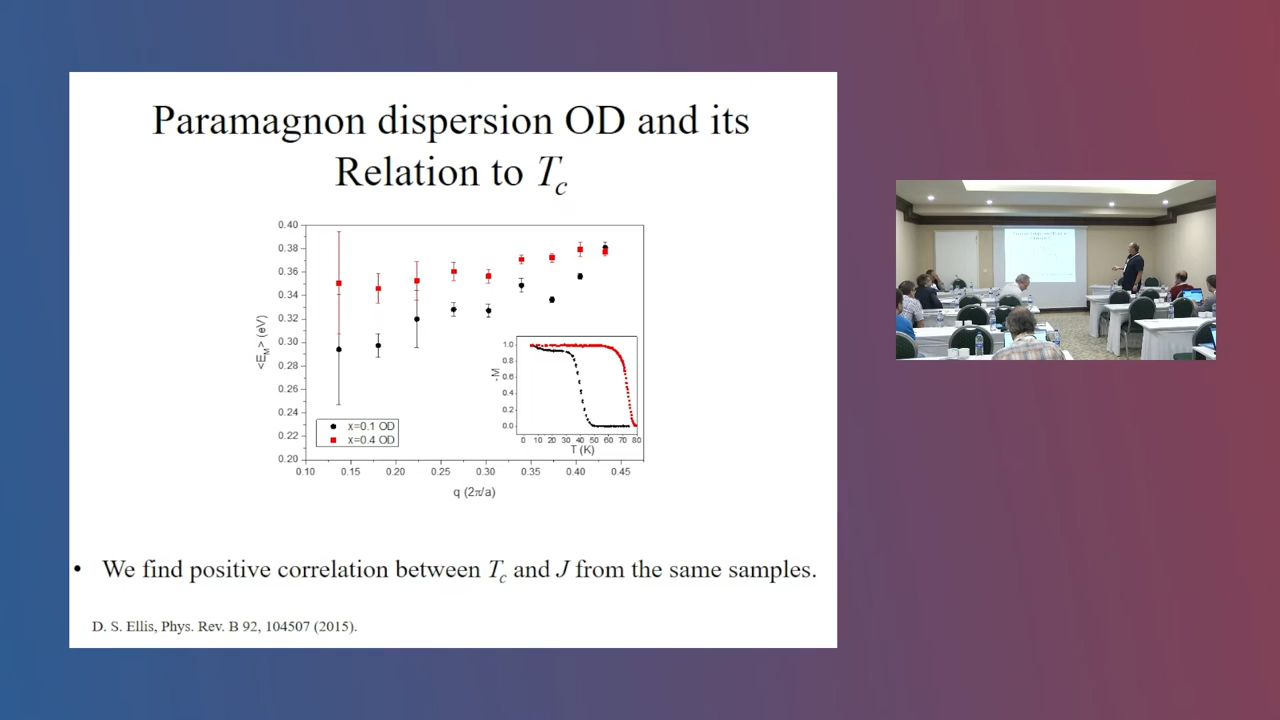 Paramagnon dispersion OD and its
Relation to Tc
0.40
0.38
0.36
0.34
0.32
0.30
0.28
0.26
0.24
0.22
0.20
<E_M> (eV)
x=0.1 OD
x=0.4 OD
0.10 0.15 0.20 0.25 0.30 0.35 0.40 0.45
q (2π/a)
-M
1.0
0.8
0.6
0.4
0.2
0.0
0 10 20 30 40 50 60 70 80
T (K)
• We find positive correlation between Tc and J from the same samples.
D. S. Ellis, Phys. Rev. B 92, 104507 (2015).